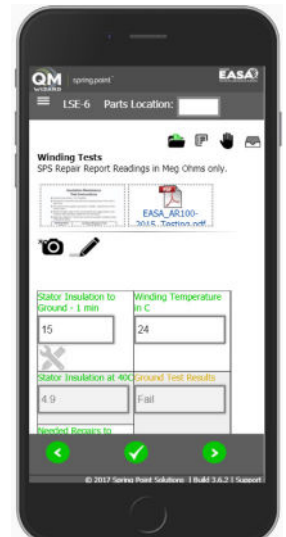 QM
WIZARD
springpoint
EASA
LSE-6 Parts Location:
Winding Tests
SPS Repair Report Readings in Meg Ohms only.
EASA_AR100-
2015_Testing.pdf
Stator Insulation to
Ground - 1 min
Winding Temperature
in C
15
24
Stator Insulation at 40C
Ground Test Results
4.9
Fail
Needed Repairs to
© 2017 Spring Point Solutions | Build 3.6.2 | Support